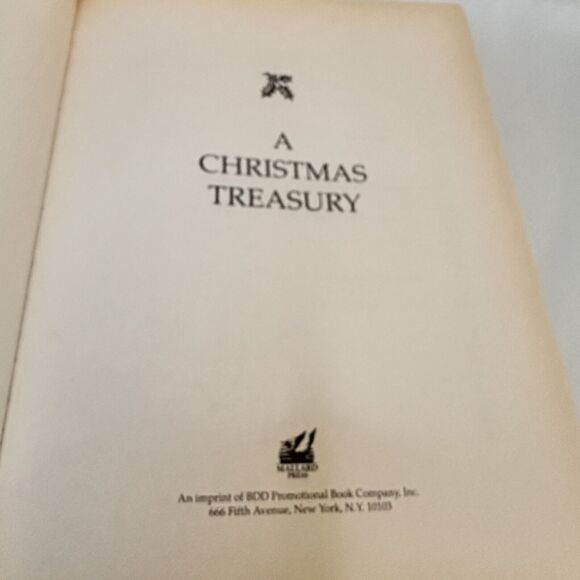 A
CHRISTMAS
TREASURY
MALLARD
PRESS
An imprint of BDD Promotional Book Company, Inc.
666 Fifth Avenue, New York, N.Y. 10103